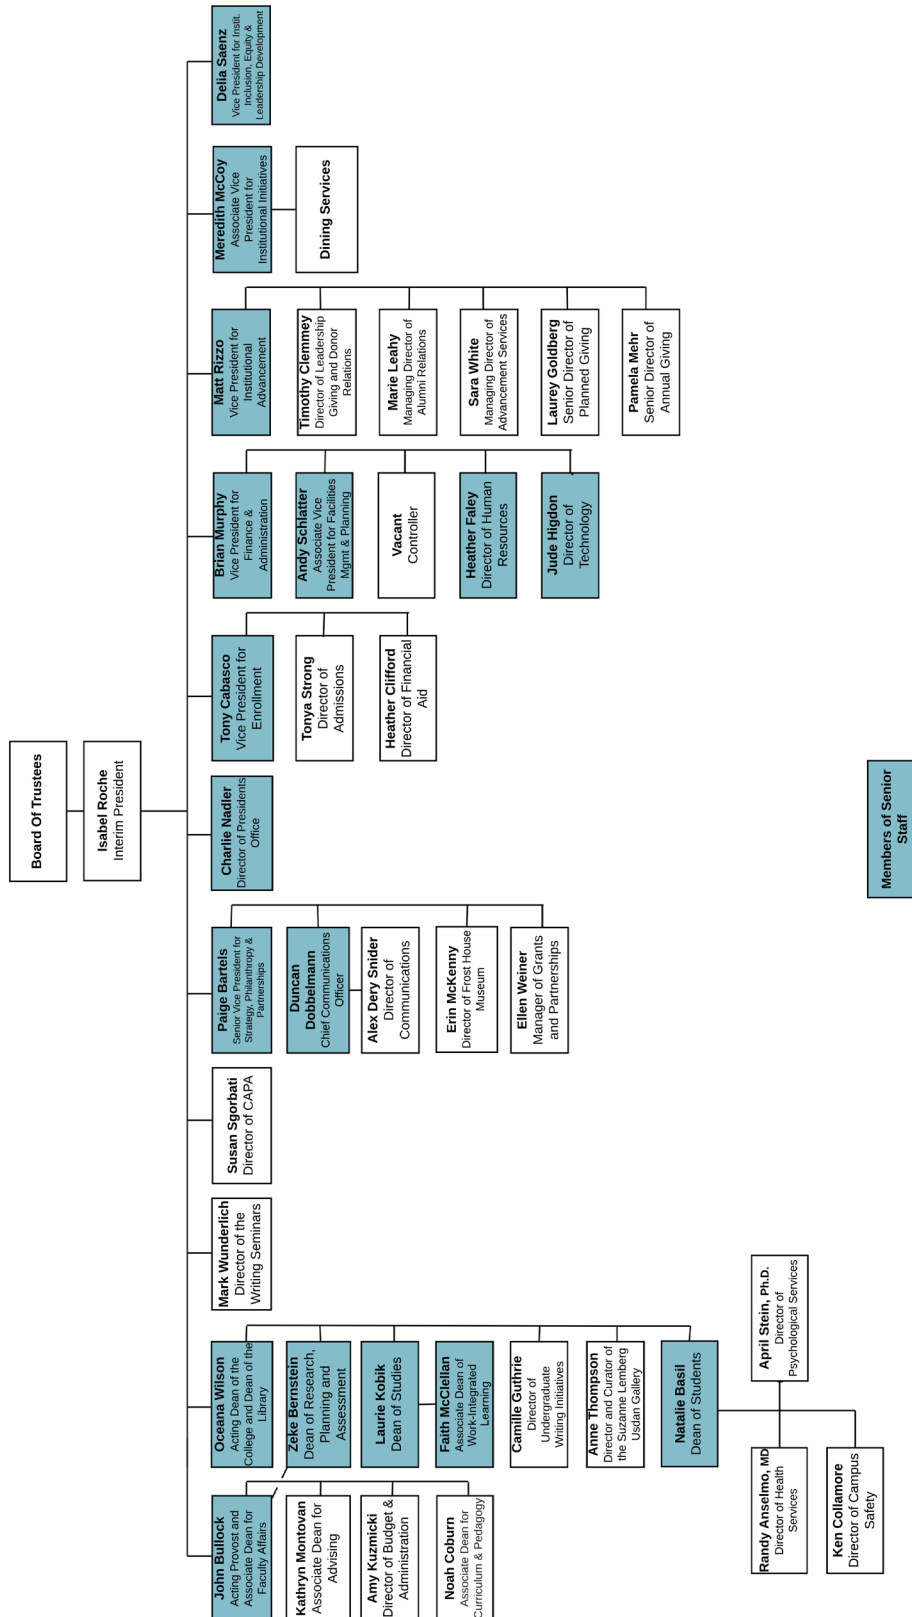 Board Of Trustees
Isabel Roche
Interim President
John Bullock
Acting Provost and
Associate Dean for
Faculty Affairs
Kathryn Montovan
Associate Dean for
Advising
Amy Kuzmicki
Director of Budget &
Administration
Noah Coburn
Associate Dean for
Curriculum & Pedagogy
Oceana Wilson
Acting Dean of the
College and Dean of the
Library
Zeke Bernstein
Dean of Research,
Planning and
Assessment
Laurie Kobik
Dean of Studies
Faith McClellan
Associate Dean of
Work-Integrated
Learning
Camille Guthrie
Director of
Undergraduate
Writing Initiatives
Anne Thompson
Director and Curator of
the Suzanne Lemberg
Usdan Gallery
Natalie Basil
Dean of Students
Randy Anselmo, MD
Director of Health
Services
April Stein, Ph.D.
Director of
Psychological Services
Ken Collamore
Director of Campus
Safety
Mark Wunderlich
Director of the
Writing Seminars
Susan Sgorbati
Director of CAPA
Paige Bartels
Senior Vice President for
Strategy, Philanthropy &
Partnerships
Duncan
Dobbelmann
Chief Communications
Officer
Alex Dery Snider
Director of
Communications
Erin McKenny
Director of Frost House
Museum
Ellen Weiner
Manager of Grants
and Partnerships
Charlie Nadler
Director of Presidents
Office
Tony Cabasco
Vice President for
Enrollment
Tonya Strong
Director of
Admissions
Heather Clifford
Director of Financial
Aid
Brian Murphy
Vice President for
Finance &
Administration
Andy Schlatter
Associate Vice
President for Facilities
Mgmt & Planning
Vacant
Controller
Heather Faley
Director of Human
Resources
Jude Higdon
Director of
Technology
Matt Rizzo
Vice President for
Institutional
Advancement
Timothy Clemmey
Director of Leadership
Giving and Donor
Relations
Marie Leahy
Managing Director of
Alumni Relations
Sara White
Managing Director of
Advancement Services
Laurey Goldberg
Senior Director of
Planned Giving
Pamela Mehr
Senior Director of
Annual Giving
Meredith McCoy
Associate Vice
President for
Institutional Initiatives
Dining Services
Delia Saenz
Vice President for Instit.
Inclusion, Equity &
Leadership Development
Members of Senior
Staff